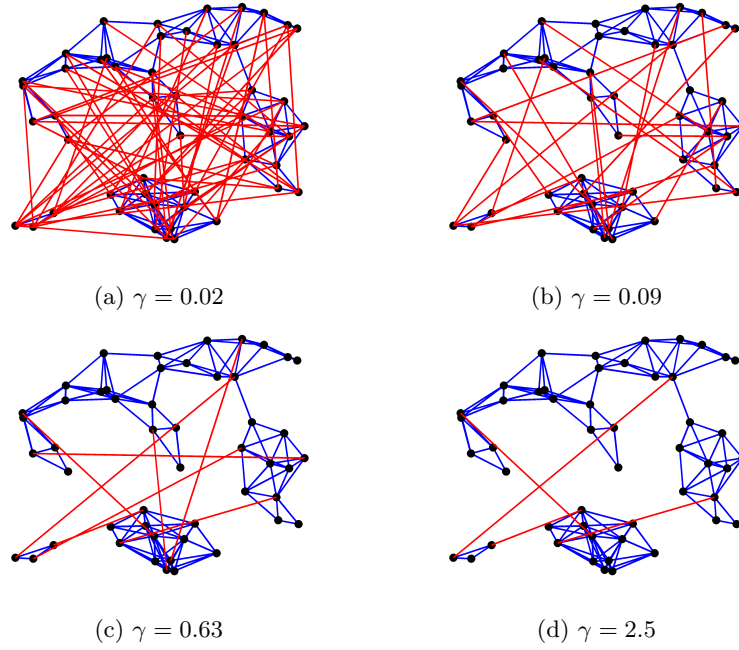 (a) γ = 0.02
(b) γ = 0.09
(c) γ = 0.63
(d) γ = 2.5